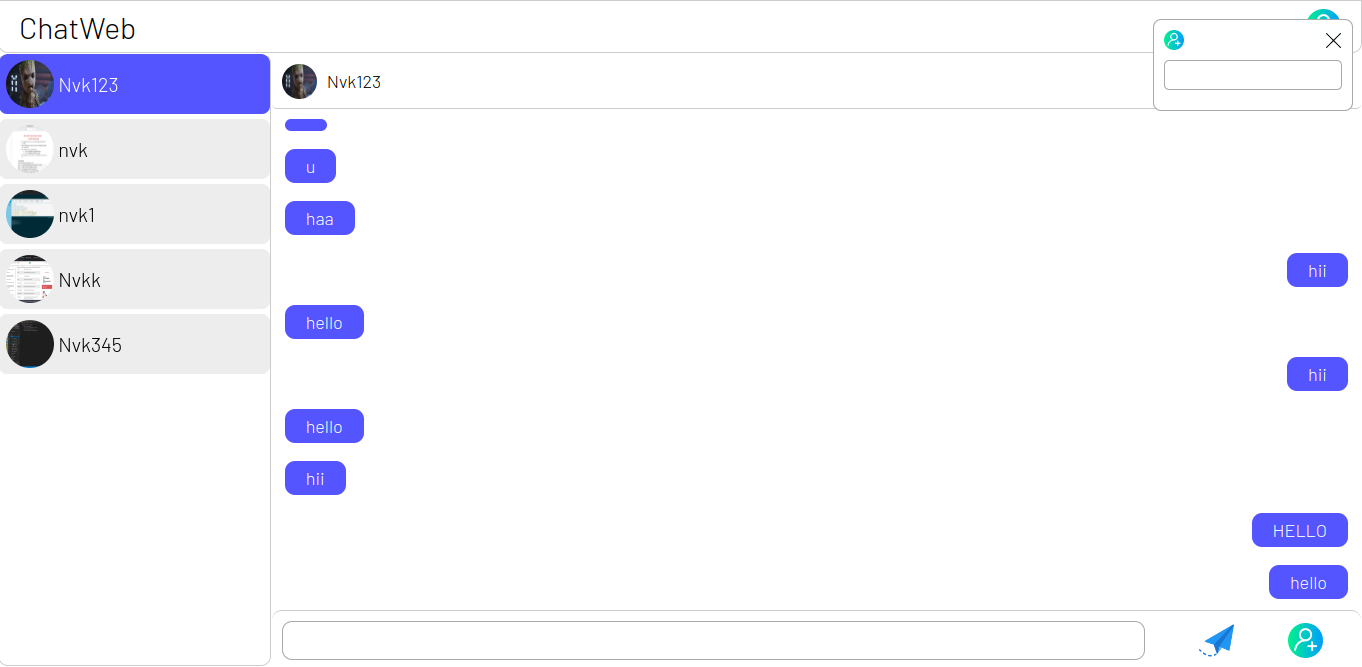 ChatWeb
Nvk123
nvk
nvk1
Nvkk
Nvk345
Nvk123
u
haa
hii
hello
hii
hello
hii
HELLO
hello